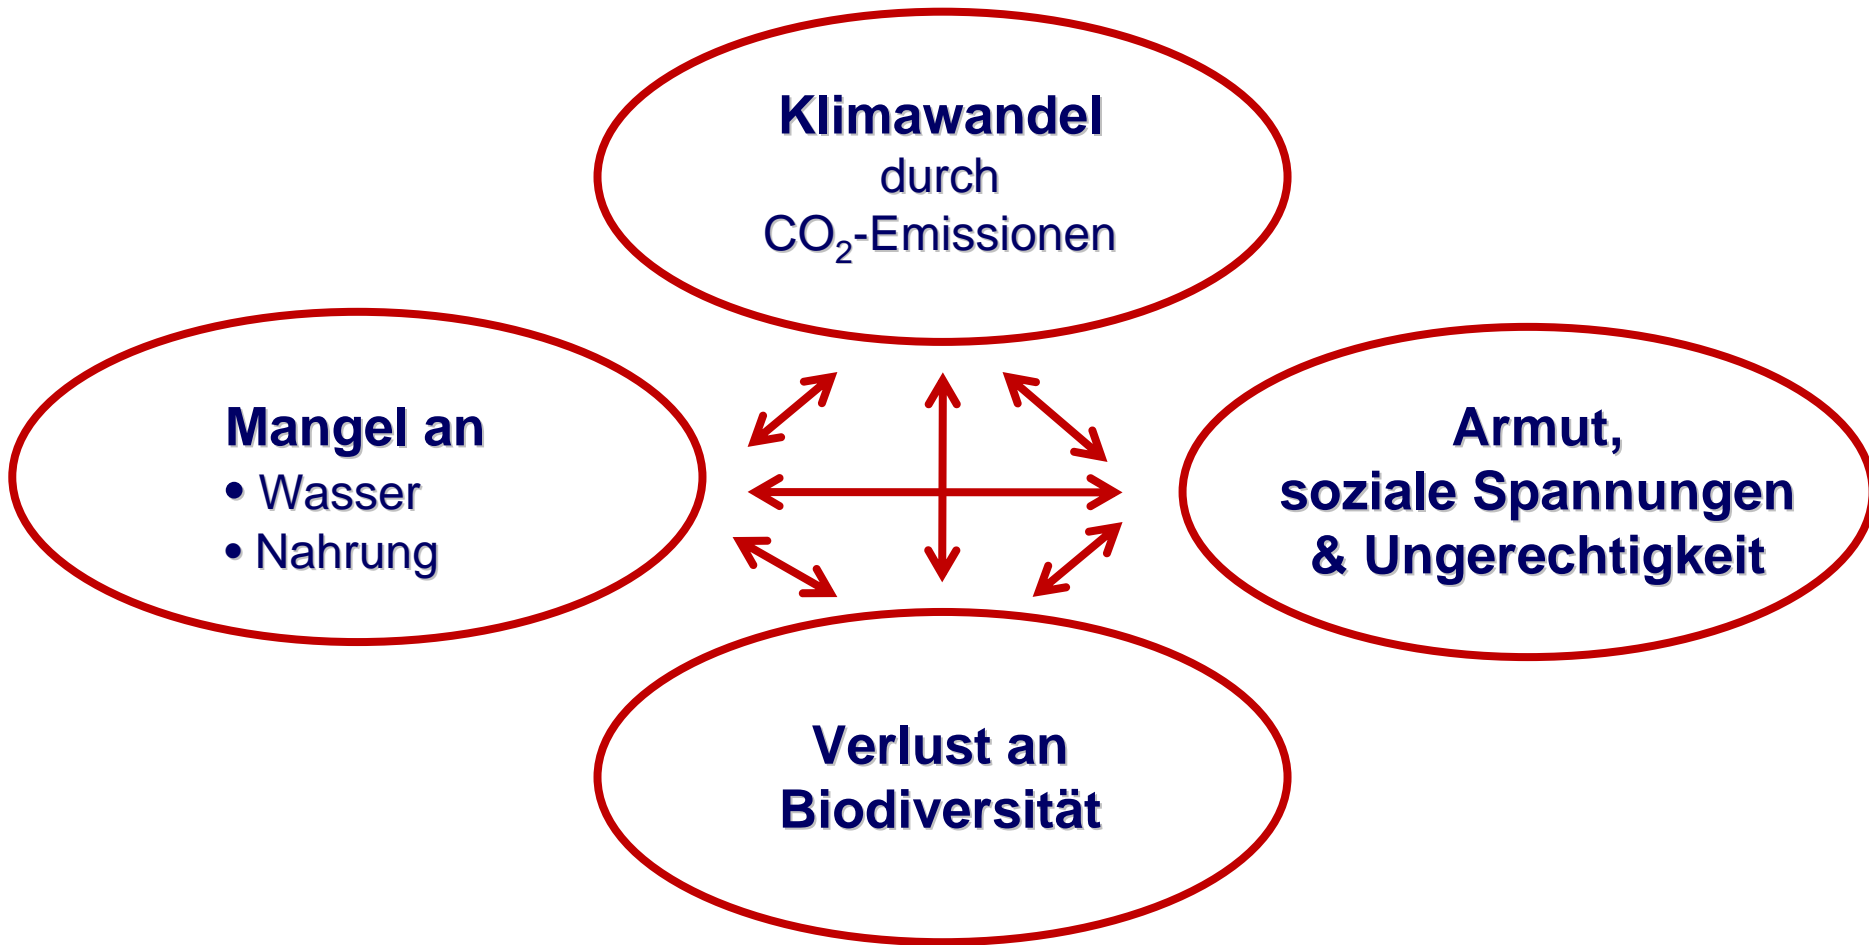 Klimawandel
durch
CO₂-Emissionen
Mangel an
• Wasser
• Nahrung
Armut,
soziale Spannungen
& Ungerechtigkeit
Verlust an
Biodiversität